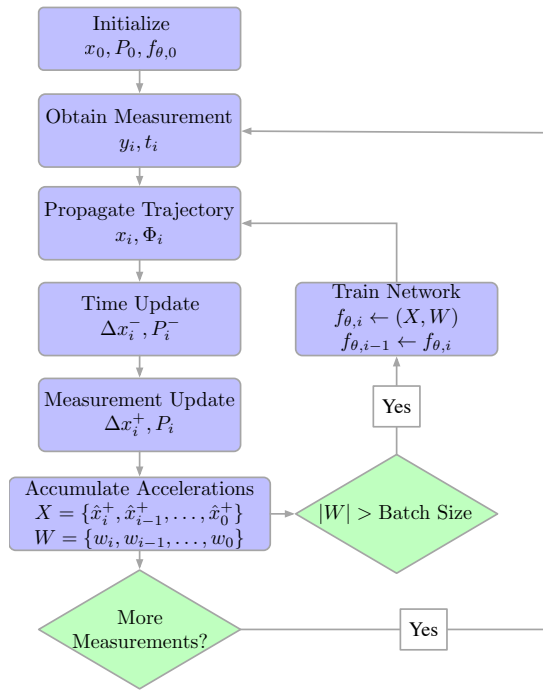 Initialize
x₀, P₀, f_{θ,0}
Obtain Measurement
y_i, t_i
Propagate Trajectory
x_i, Φ_i
Time Update
Δx_i^−, P_i^−
Measurement Update
Δx_i^+, P_i
Accumulate Accelerations
X = {x̂_i^+, x̂_{i−1}^+, . . . , x̂_0^+}
W = {w_i, w_{i−1}, . . . , w_0}
More
Measurements?
Yes
|W| > Batch Size
Yes
Train Network
f_{θ,i} ← (X, W)
f_{θ,i−1} ← f_{θ,i}